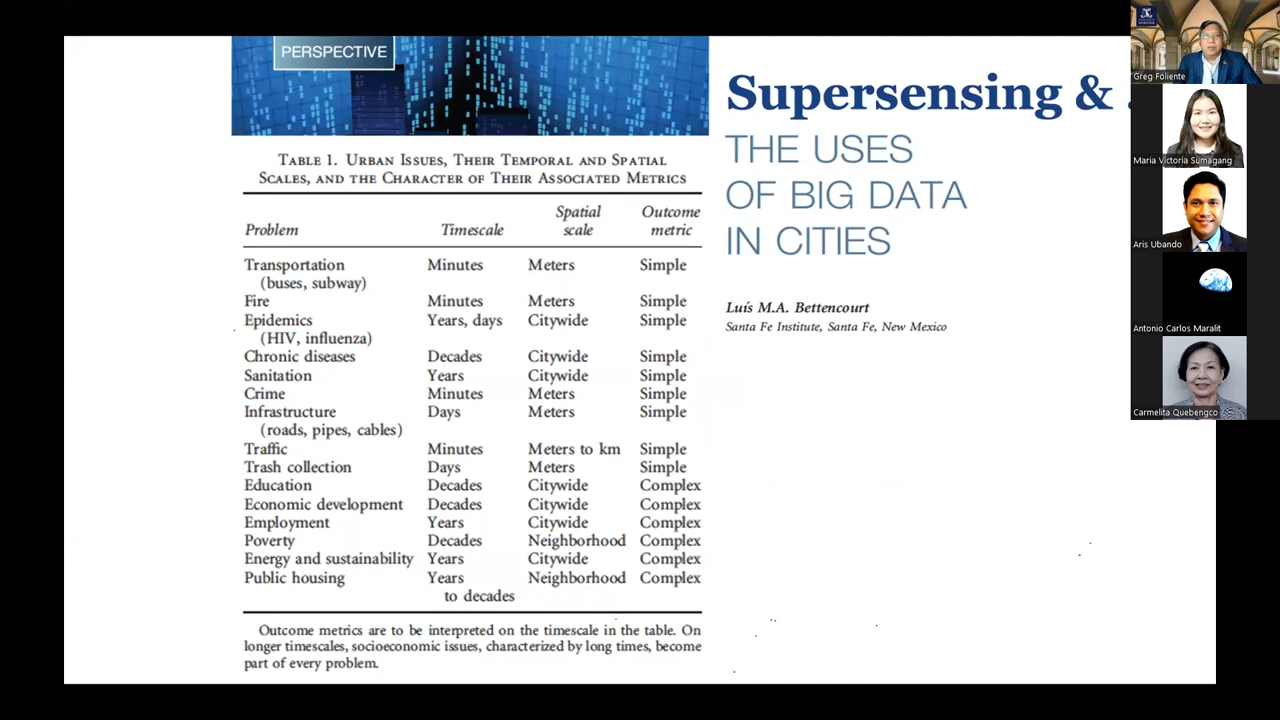 PERSPECTIVE
TABLE 1. URBAN ISSUES, THEIR TEMPORAL AND SPATIAL
SCALES, AND THE CHARACTER OF THEIR ASSOCIATED METRICS
Problem Timescale Spatial scale Outcome metric
Transportation Minutes Meters Simple
(buses, subway)
Fire Minutes Meters Simple
Epidemics Years, days Citywide Simple
(HIV, influenza)
Chronic diseases Decades Citywide Simple
Sanitation Years Citywide Simple
Crime Minutes Meters Simple
Infrastructure Days Meters Simple
(roads, pipes, cables)
Traffic Minutes Meters to km Simple
Trash collection Days Meters Simple
Education Decades Citywide Complex
Economic development Decades Citywide Complex
Employment Years Citywide Complex
Poverty Decades Neighborhood Complex
Energy and sustainability Years Citywide Complex
Public housing Years Neighborhood Complex
to decades
Outcome metrics are to be interpreted on the timescale in the table. On
longer timescales, socioeconomic issues, characterized by long times, become
part of every problem.
Supersensing &
THE USES
OF BIG DATA
IN CITIES
Luís M.A. Bettencourt
Santa Fe Institute, Santa Fe, New Mexico
Greg Foliente
Maria Victoria Sumagang
Aris Ubando
Antonio Carlos Maralit
Carmelita Quebengco